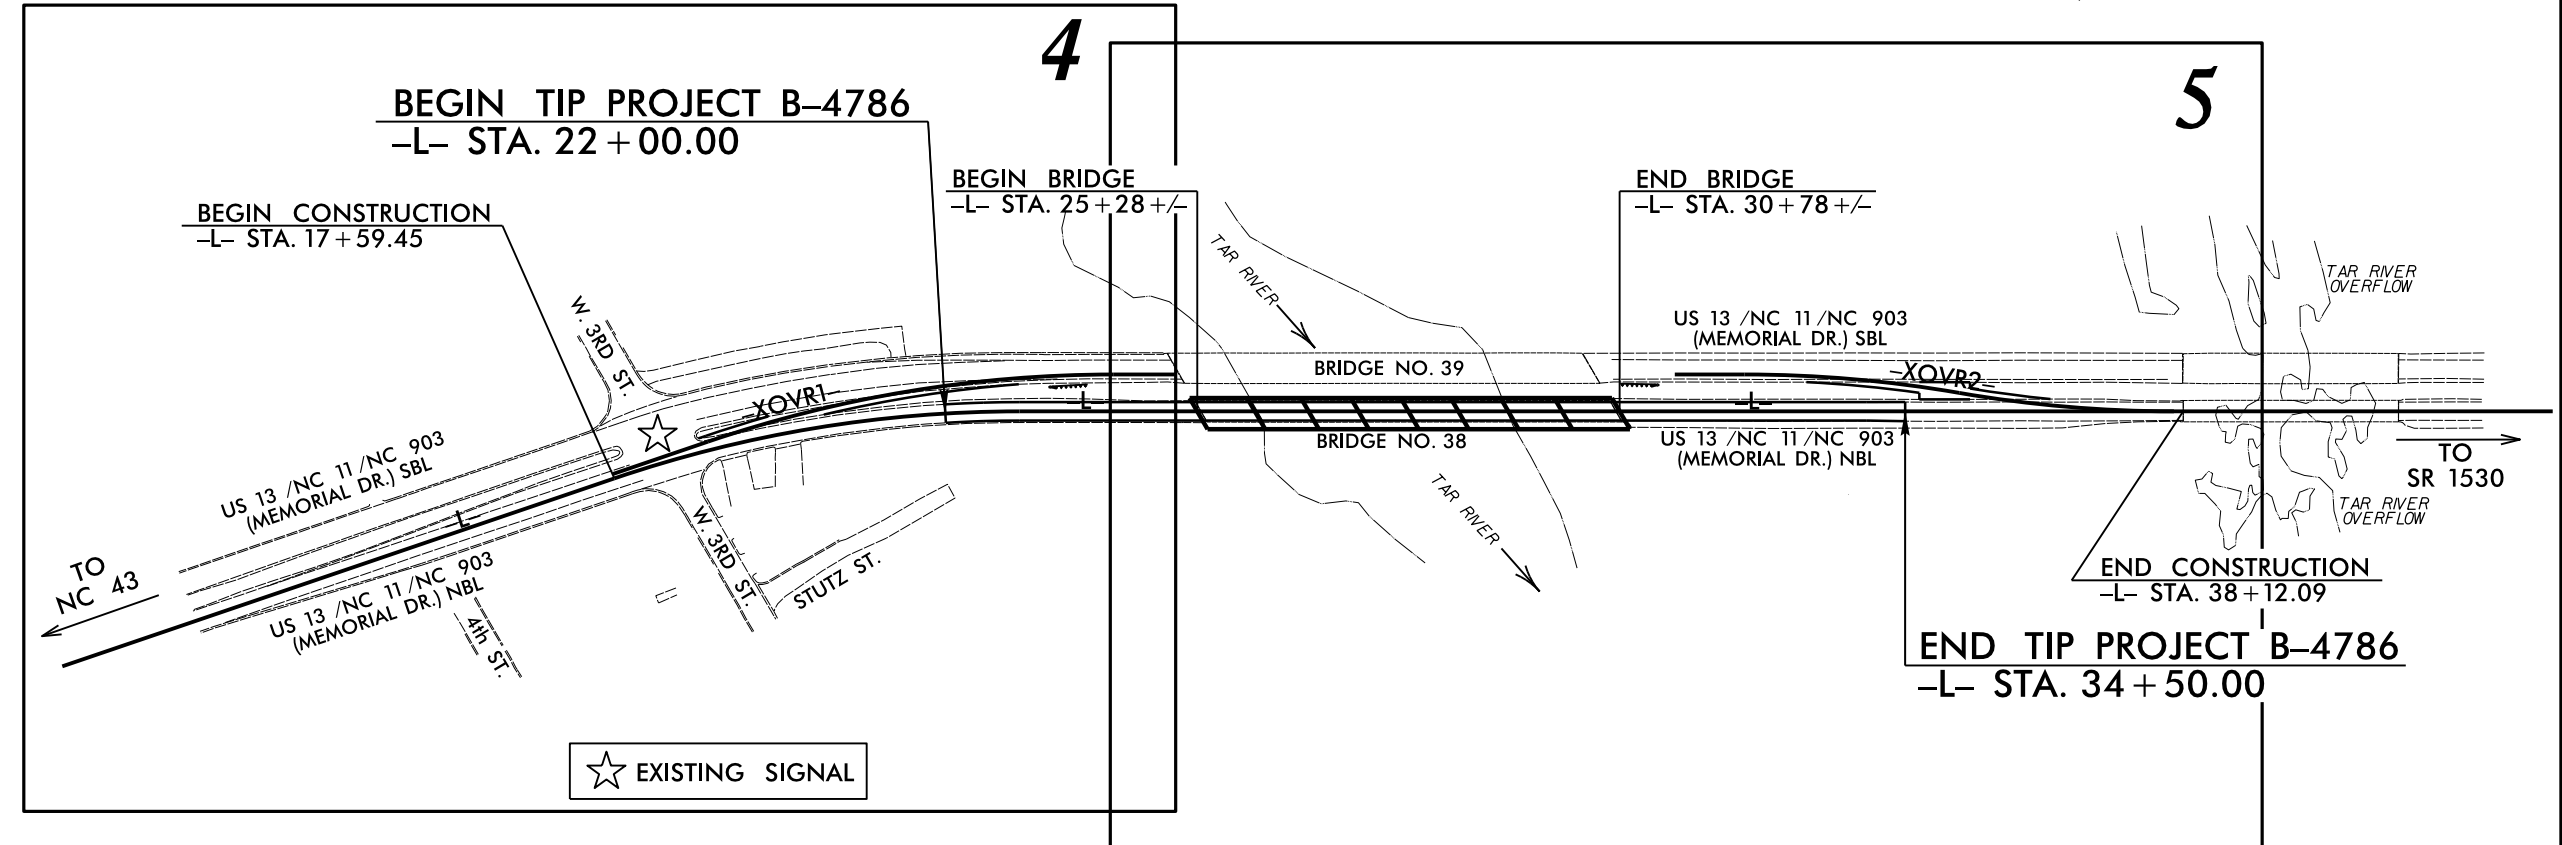 4
5
BEGIN TIP PROJECT B–4786
–L– STA. 22+00.00
BEGIN BRIDGE
–L– STA. 25+28 +/–
END BRIDGE
–L– STA. 30+78 +/–
BEGIN CONSTRUCTION
–L– STA. 17+59.45
TAR RIVER
TAR RIVER
OVERFLOW
W. 3RD ST.
US 13 /NC 11 /NC 903
(MEMORIAL DR.) SBL
BRIDGE NO. 39
–XOVR1–
–L–
–L–
–XOVR2–
BRIDGE NO. 38
US 13 /NC 11 /NC 903
(MEMORIAL DR.) NBL
TO
SR 1530
US 13 /NC 11 /NC 903
(MEMORIAL DR.) SBL
–L–
TAR RIVER
TAR RIVER
OVERFLOW
W. 3RD ST.
STUTZ ST.
TO
NC 43
US 13 /NC 11 /NC 903
(MEMORIAL DR.) NBL
4th ST.
END CONSTRUCTION
–L– STA. 38+12.09
END TIP PROJECT B–4786
–L– STA. 34+50.00
EXISTING SIGNAL